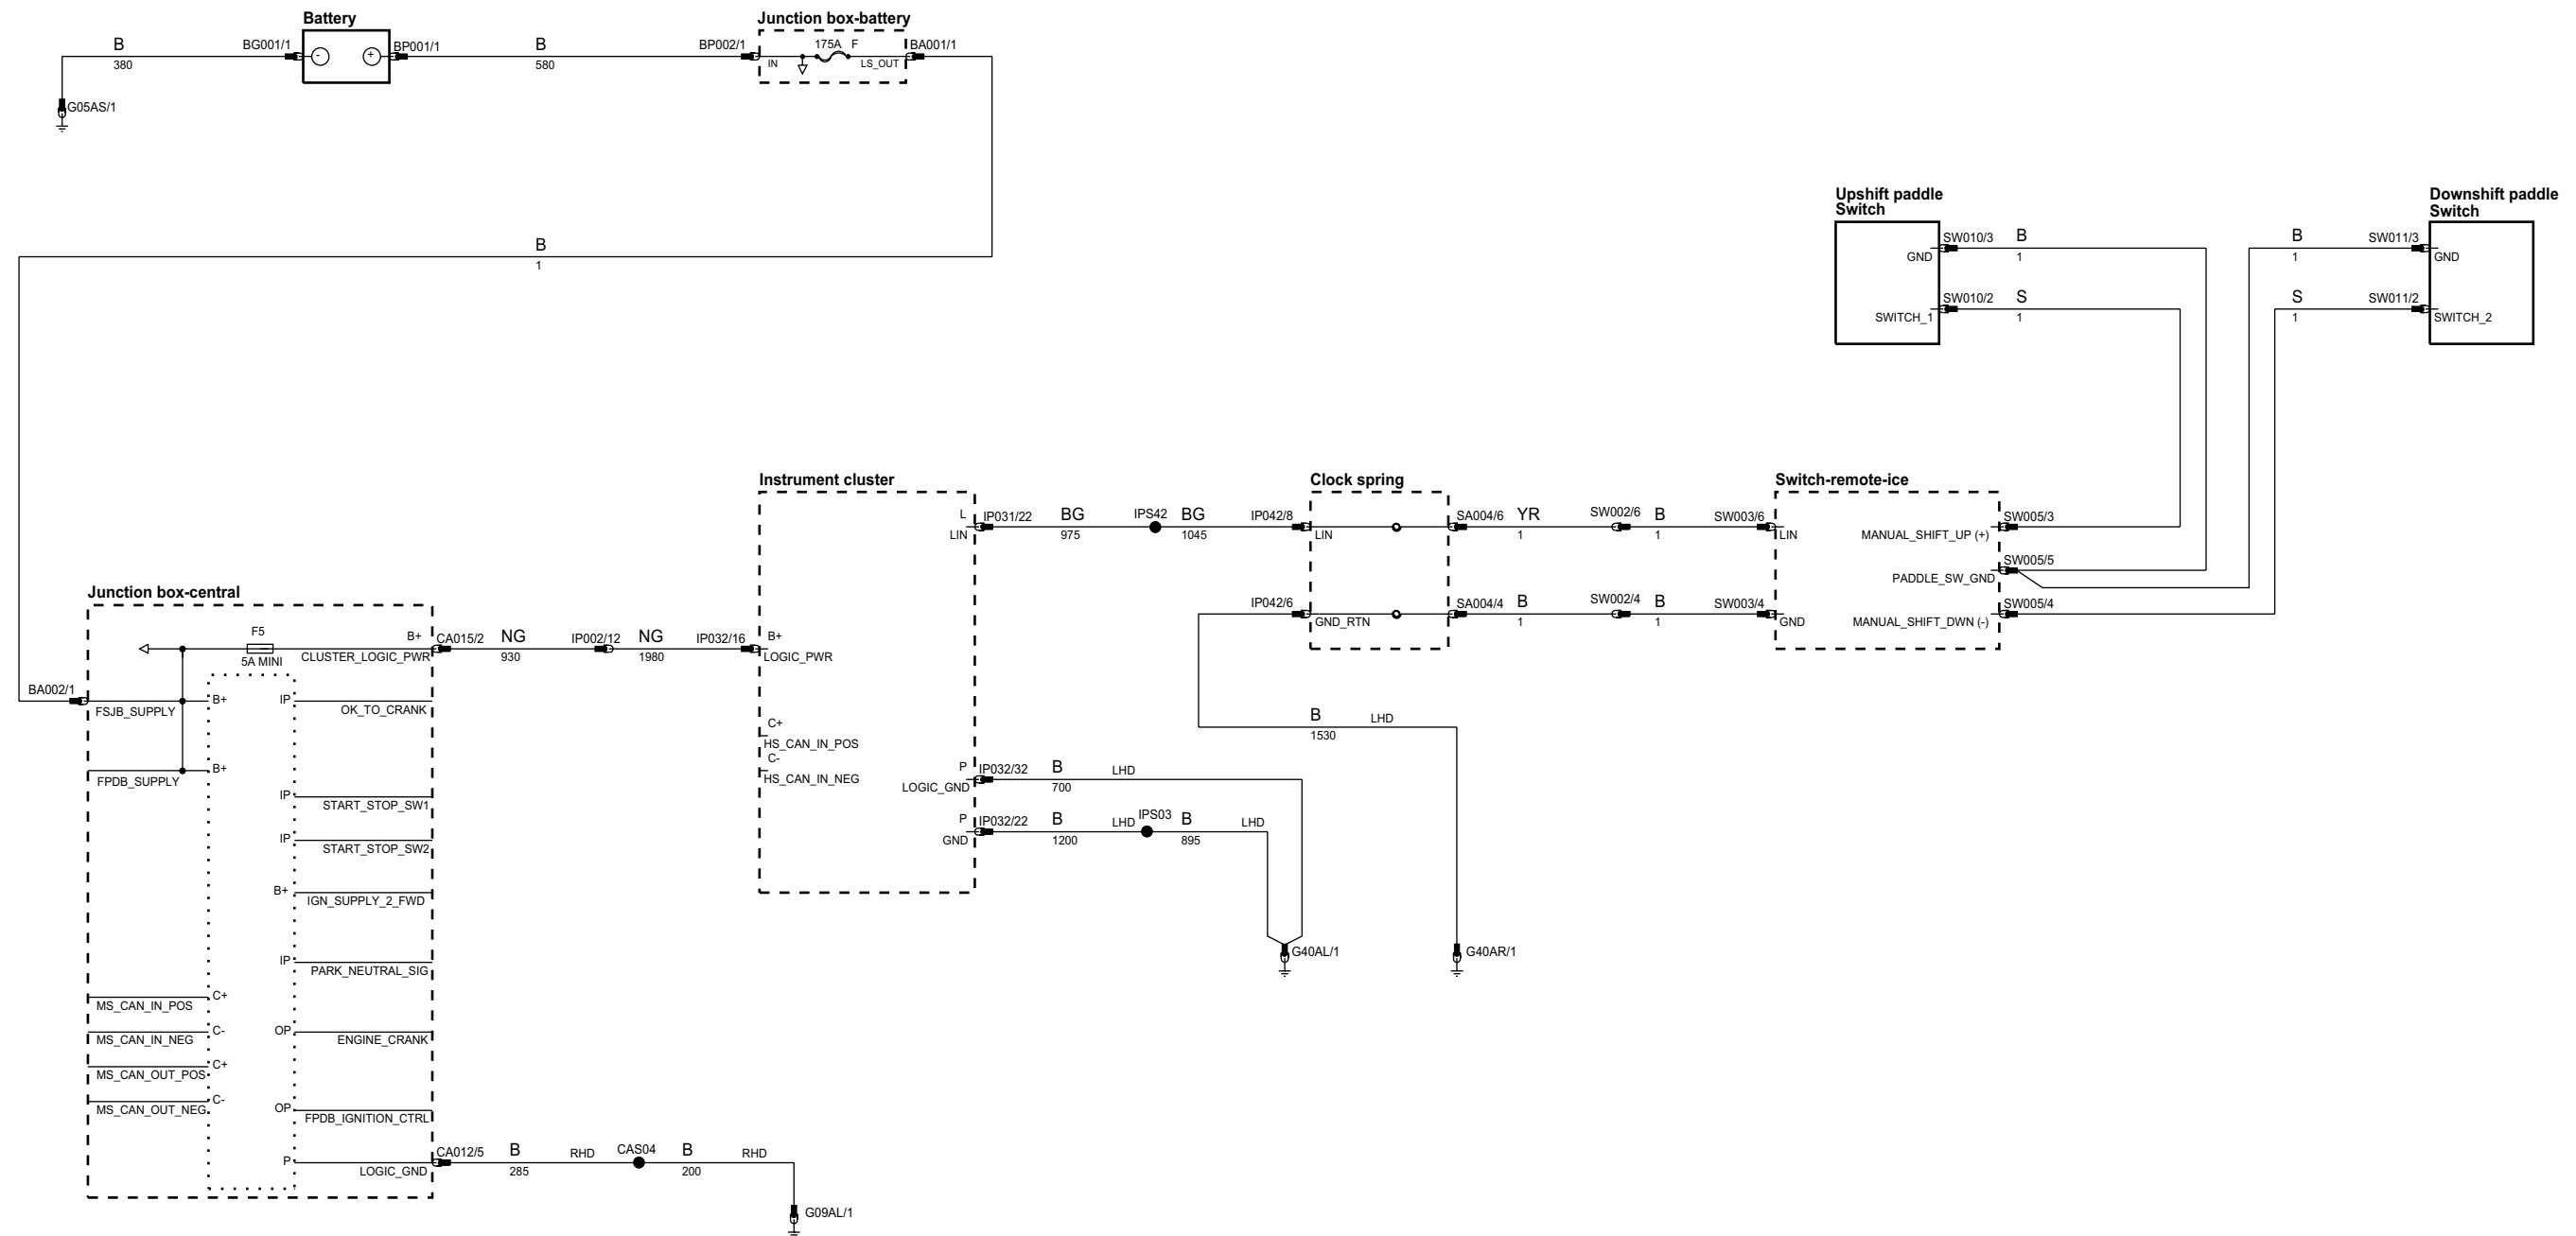 Battery
Junction box-battery
B
380
BG001/1
-
+
BP001/1
B
580
BP002/1
175A F
IN
LS_OUT
BA001/1
G05AS/1
B
1
Upshift paddle
Switch
Downshift paddle
Switch
SW010/3
B
1
GND
SW010/2
S
1
SWITCH_1
B
1
SW011/3
GND
S
1
SW011/2
SWITCH_2
Instrument cluster
Clock spring
Switch-remote-ice
L
LIN
IP031/22
BG
975
IPS42
BG
1045
IP042/8
LIN
SA004/6
YR
1
SW002/6
B
1
SW003/6
LIN
MANUAL_SHIFT_UP (+)
SW005/3
PADDLE_SW_GND
SW005/5
IP042/6
GND_RTN
SA004/4
B
1
SW002/4
B
1
SW003/4
GND
MANUAL_SHIFT_DWN (-)
SW005/4
Junction box-central
F5
5A MINI
B+
CLUSTER_LOGIC_PWR
CA015/2
NG
930
IP002/12
NG
1980
IP032/16
B+
LOGIC_PWR
BA002/1
FSJB_SUPPLY
B+
IP
OK_TO_CRANK
B
1530
LHD
C+
HS_CAN_IN_POS
C-
HS_CAN_IN_NEG
FPDB_SUPPLY
B+
P
LOGIC_GND
IP032/32
B
700
LHD
IP
START_STOP_SW1
P
GND
IP032/22
B
1200
LHD
IPS03
B
895
LHD
IP
START_STOP_SW2
B+
IGN_SUPPLY_2_FWD
G40AL/1
G40AR/1
IP
PARK_NEUTRAL_SIG
MS_CAN_IN_POS
C+
MS_CAN_IN_NEG
C-
OP
ENGINE_CRANK
MS_CAN_OUT_POS
C+
MS_CAN_OUT_NEG
C-
OP
FPDB_IGNITION_CTRL
P
LOGIC_GND
CA012/5
B
285
RHD
CAS04
B
200
RHD
G09AL/1